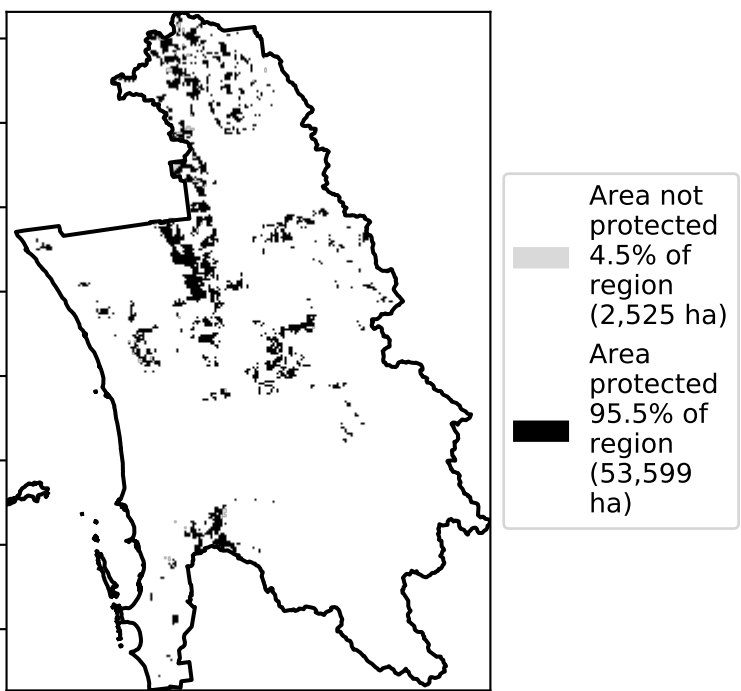 Area not
protected
4.5% of
region
(2,525 ha)
Area
protected
95.5% of
region
(53,599
ha)